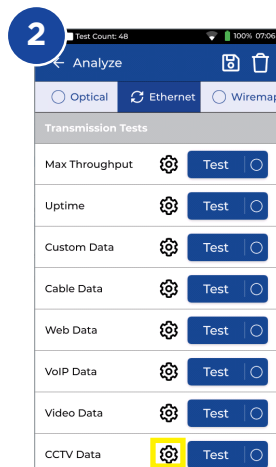 2
Test Count: 48 100% 07:06
Analyze
Optical Ethernet Wiremap
Transmission Tests
Max Throughput Test
Uptime Test
Custom Data Test
Cable Data Test
Web Data Test
VoIP Data Test
Video Data Test
CCTV Data Test